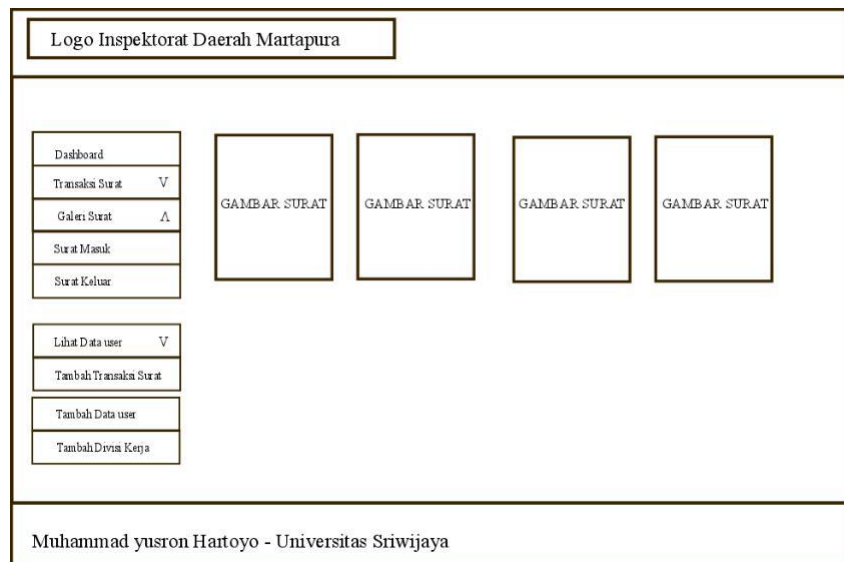 Logo Inspektorat Daerah Martapura
Dashboard
Transaksi Surat V
Galeri Surat Λ
Surat Masuk
Surat Keluar
Lihat Data user V
Tambah Transaksi Surat
Tambah Data user
Tambah Divisi Kerja
GAMBAR SURAT GAMBAR SURAT GAMBAR SURAT GAMBAR SURAT
Muhammad yusron Hartoyo - Universitas Sriwijaya